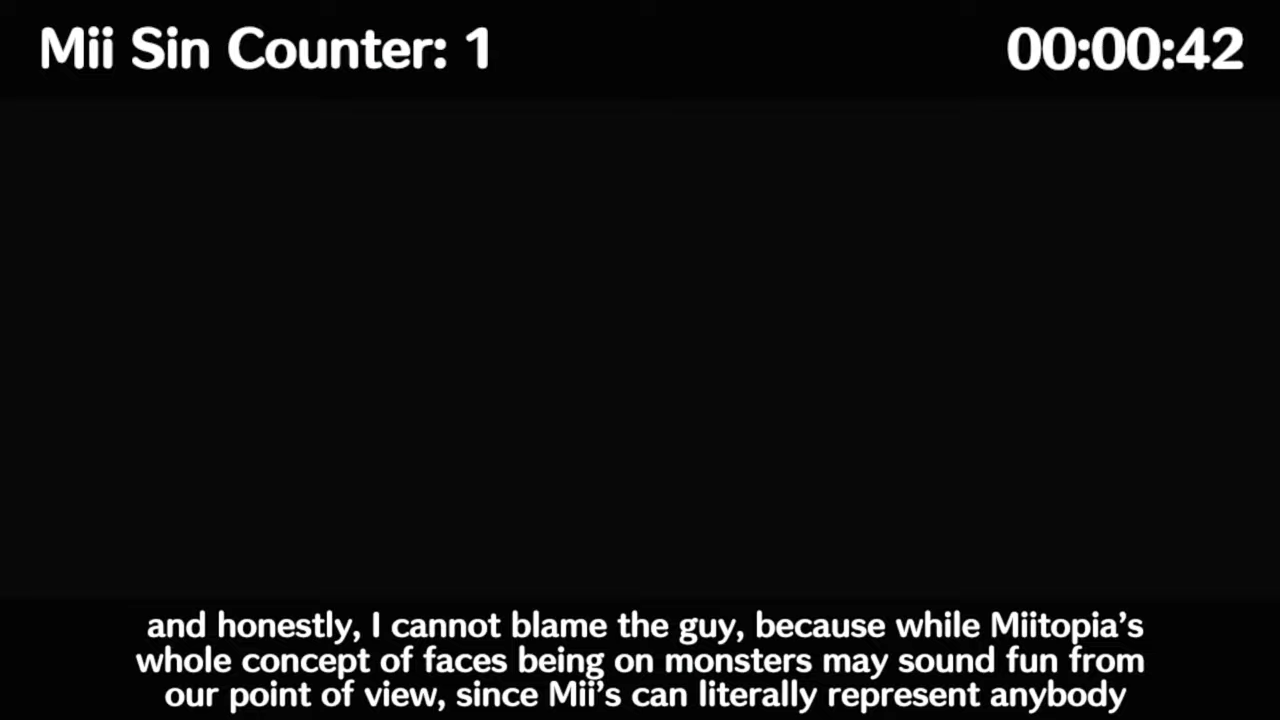 Mii Sin Counter: 1
00:00:42
and honestly, I cannot blame the guy, because while Miitopia’s
whole concept of faces being on monsters may sound fun from
our point of view, since Mii’s can literally represent anybody